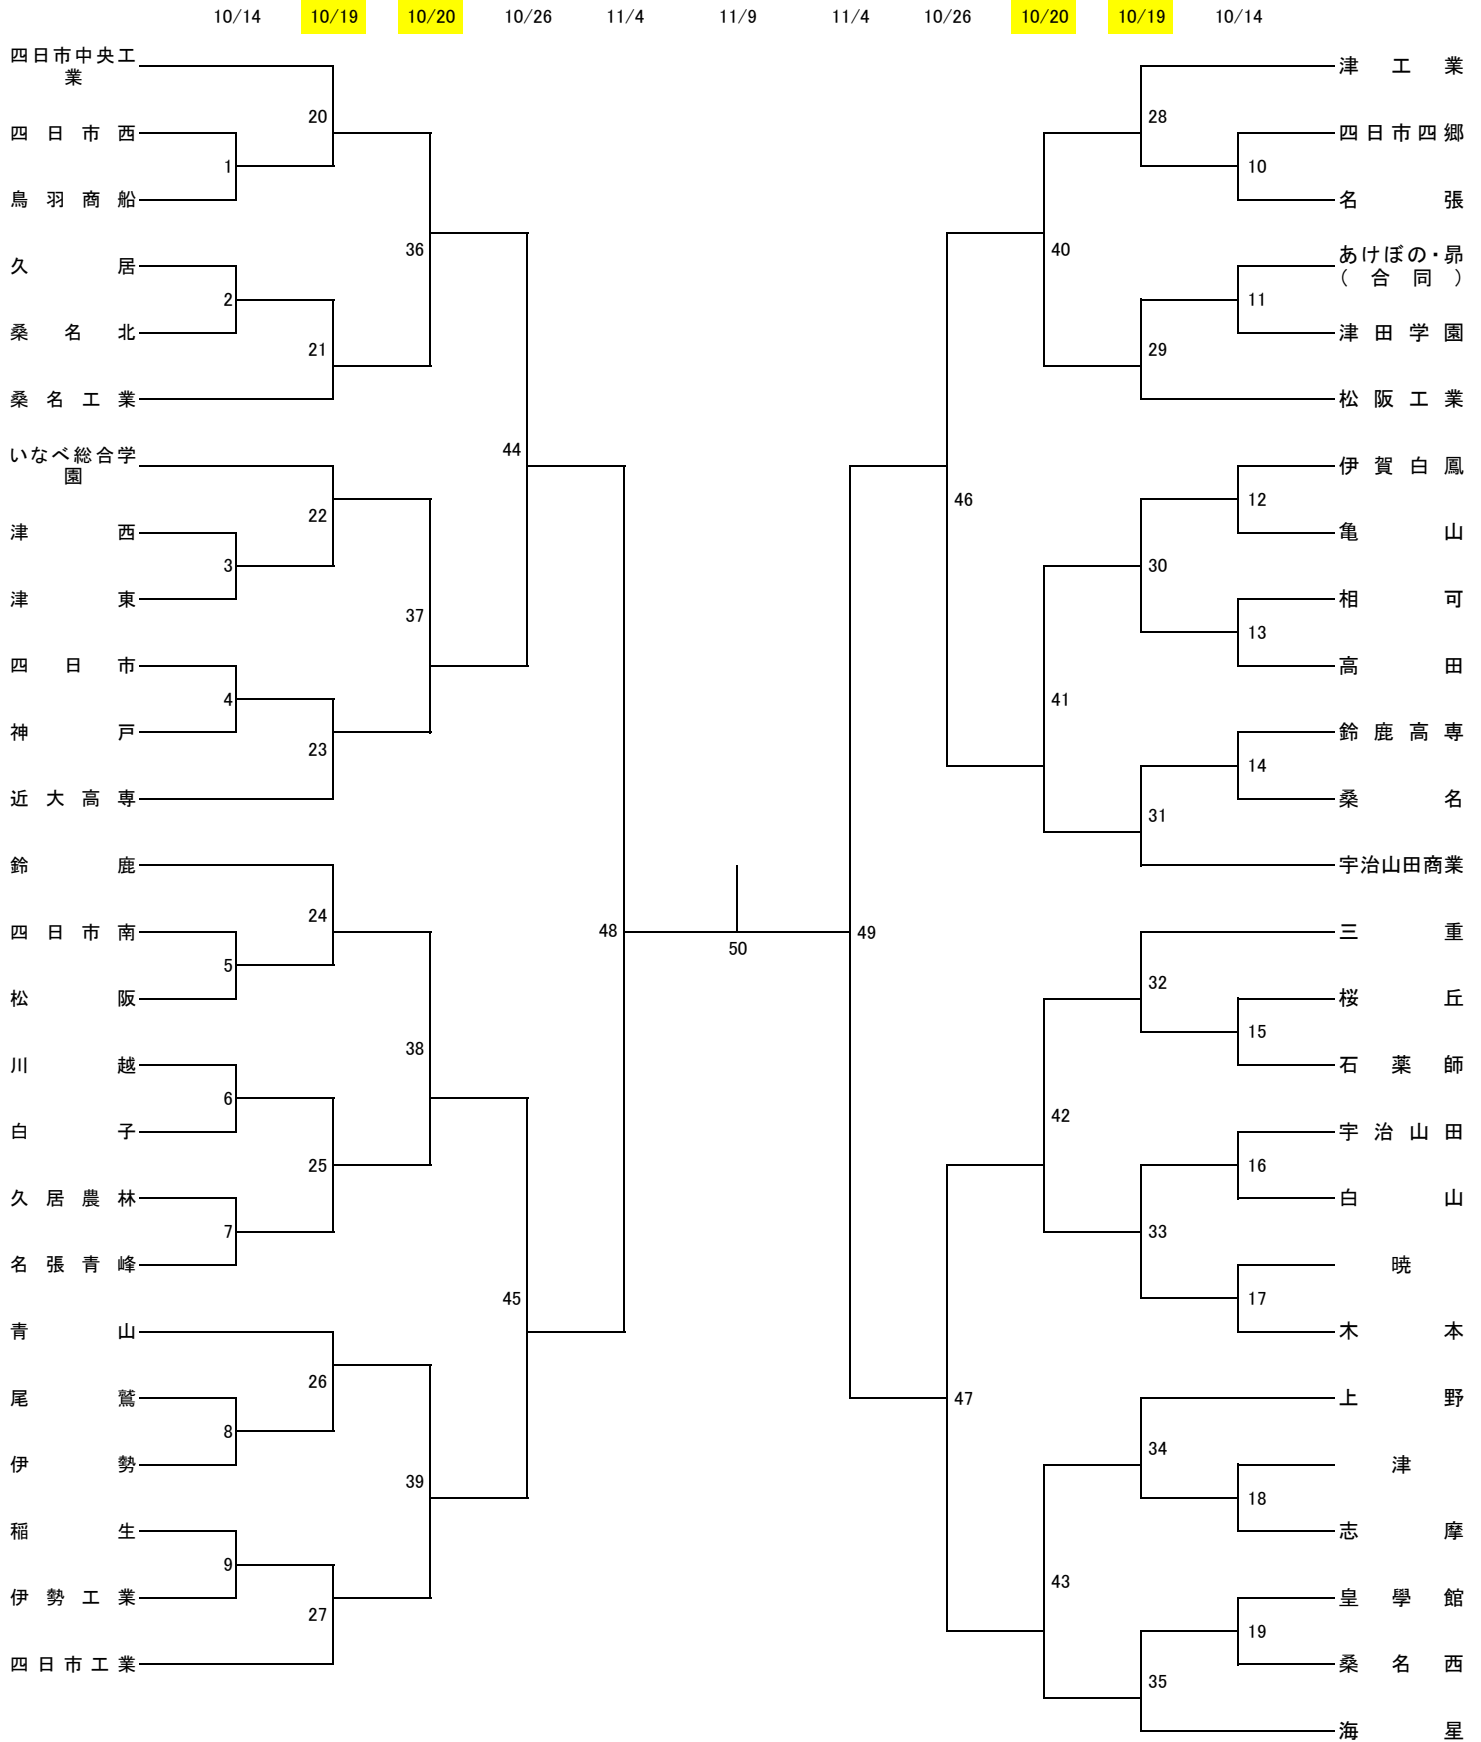 10/14 10/19 10/20 10/26 11/4 11/9 11/4 10/26 10/20 10/19 10/14
四日市中央工
業
20
四日市西
1
鳥羽商船
36
久居
2
桑名北
21
桑名工業
44
いなべ総合学
園
22
津西
3
津東
37
四日市
4
神戸
23
近大高専
鈴鹿
24
四日市南
48
5
松阪
38
川越
6
白子
25
久居農林
7
名張青峰
45
青山
26
尾鷲
8
伊勢
39
稲生
9
伊勢工業
27
四日市工業
50
津工業
28
四日市四郷
10
名張
40
あけぼの・昴
(合同)
11
津田学園
29
松阪工業
46
伊賀白鳳
12
亀山
30
相可
13
高田
41
鈴鹿高専
14
桑名
31
宇治山田商業
49
三重
32
桜丘
15
石薬師
42
宇治山田
16
白山
33
暁
17
木本
47
上野
34
津
18
志摩
43
皇學館
19
桑名西
35
海星